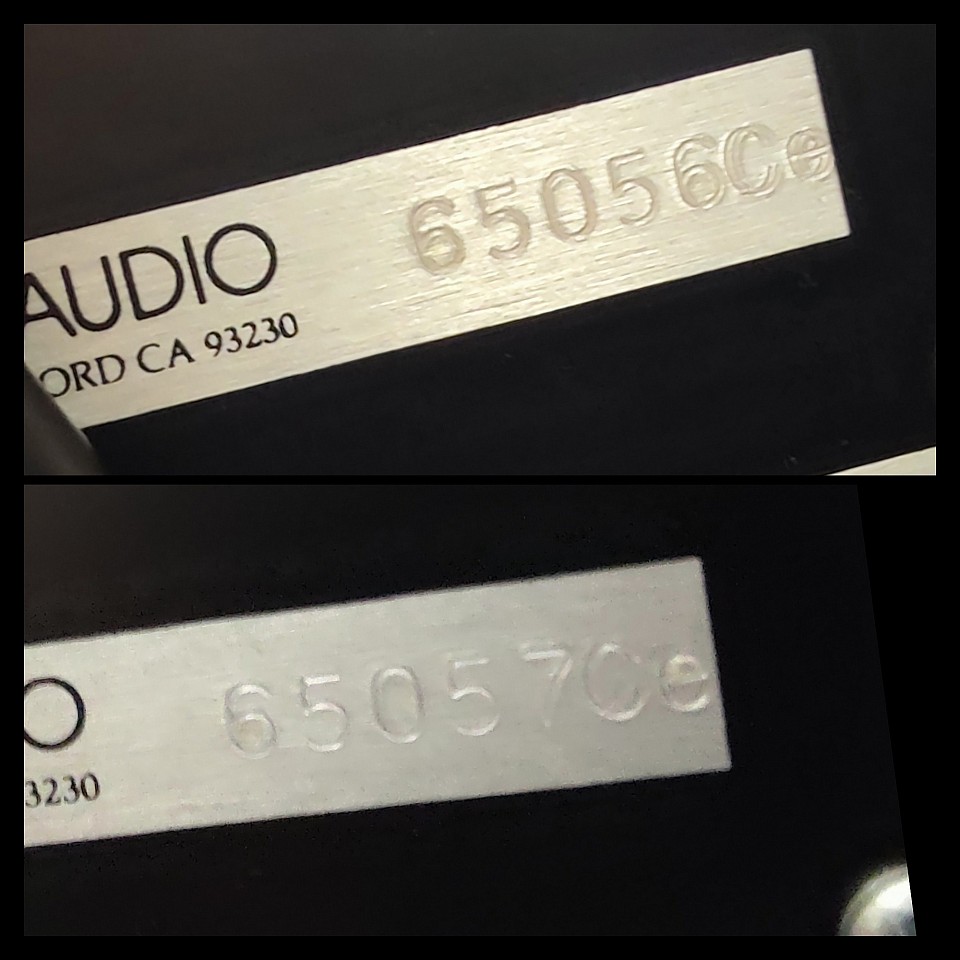 AUDIO 65056Ce
ORD CA 93230
O 65057Ce
3230